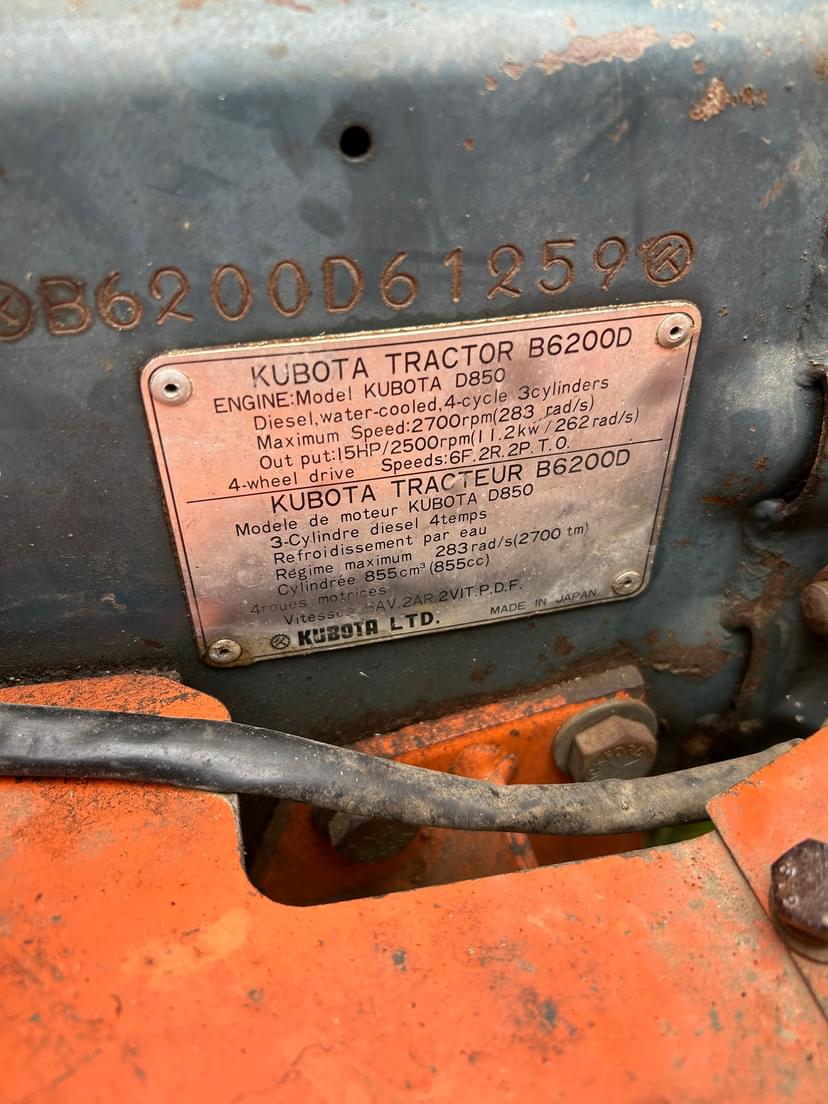 B6200D61259
KUBOTA TRACTOR B6200D
ENGINE:Model KUBOTA D850
Diesel,water-cooled,4-cycle 3cylinders
Maximum Speed:2700rpm(283 rad/s)
Out put:15HP/2500rpm(11.2kw/262rad/s)
4-wheel drive Speeds:6F.2R.2P.T.O.
KUBOTA TRACTEUR B6200D
Modele de moteur KUBOTA D850
3-Cylindre diesel 4temps
Refroidissement par eau
Régime maximum 283rad/s(2700 tm)
Cylindrée 855cm³(855cc)
4roues motrices
6AV.2AR.2VIT.P.D.F.
KUBOTA LTD. MADE IN JAPAN